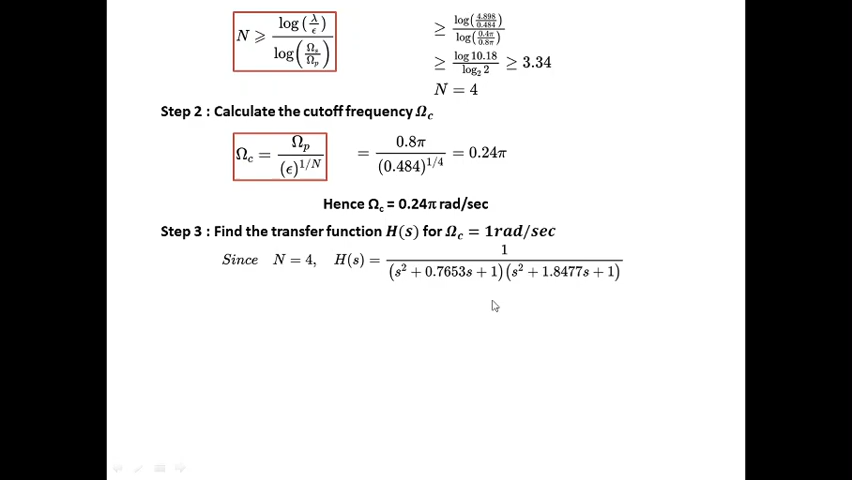 N ⩾ log(λ/ϵ) / log(Ωs/Ωp)
≥ log(4.898/0.484) / log(0.4π/0.8π)
≥ log 10.18 / log₂ 2 ≥ 3.34
N = 4
Step 2 : Calculate the cutoff frequency Ωc
Ωc = Ωp / (ϵ)^1/N = 0.8π / (0.484)^1/4 = 0.24π
Hence Ωc = 0.24π rad/sec
Step 3 : Find the transfer function H(s) for Ωc = 1rad/sec
Since N = 4, H(s) = 1 / (s² + 0.7653s + 1)(s² + 1.8477s + 1)